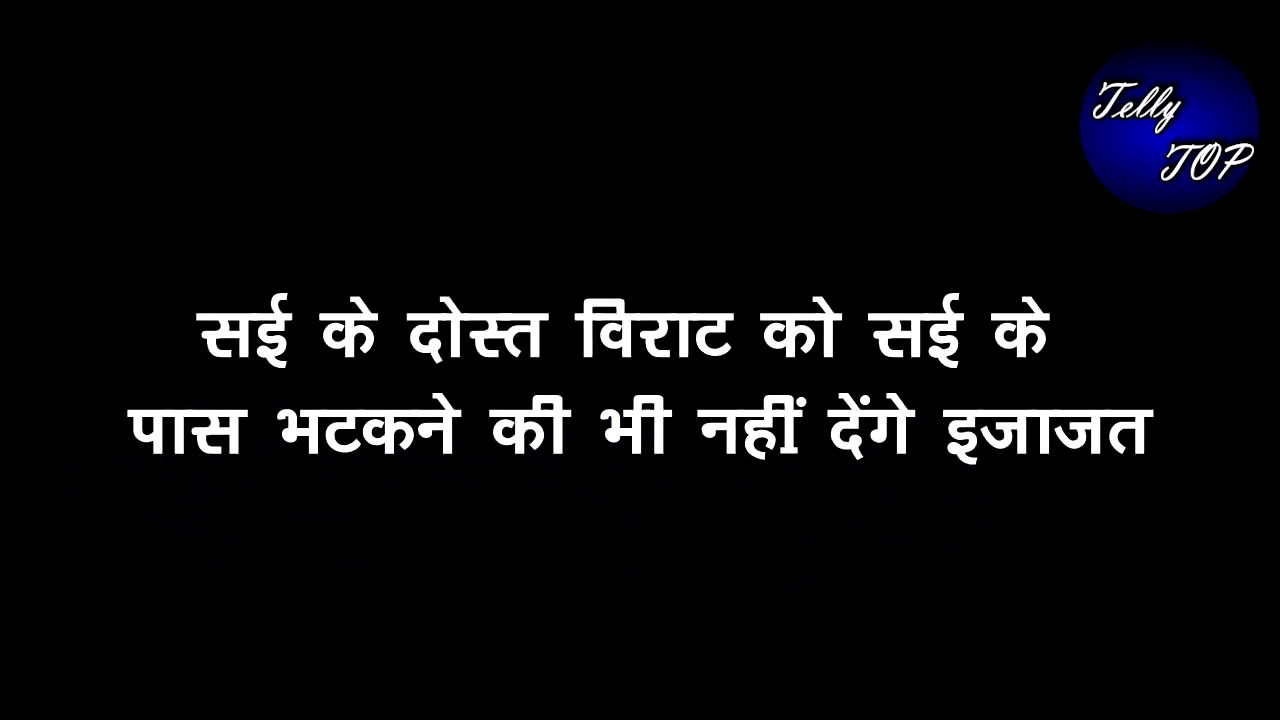 Telly
TOP
सई के दोस्त विराट को सई के
पास भटकने की भी नहीं देंगे इजाजत